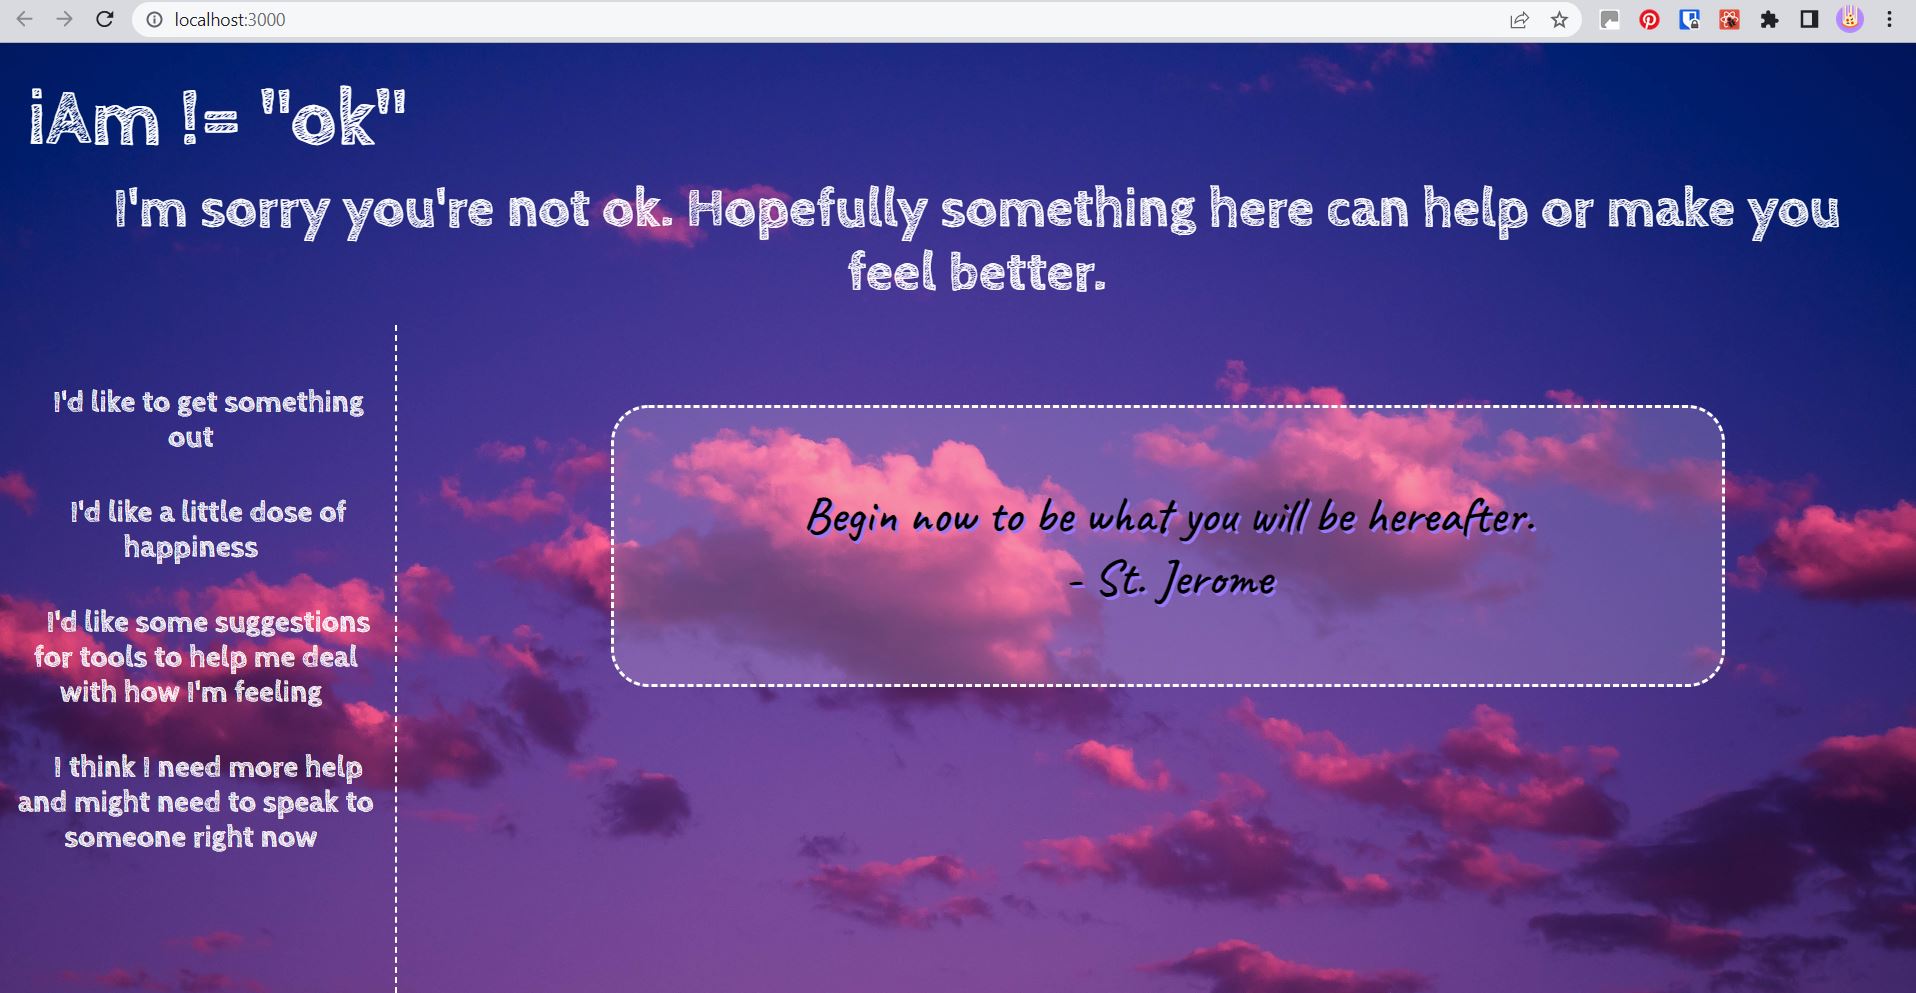 localhost:3000
iAm != "ok"
I'm sorry you're not ok. Hopefully something here can help or make you
feel better.
I'd like to get something
out
I'd like a little dose of
happiness
I'd like some suggestions
for tools to help me deal
with how I'm feeling
I think I need more help
and might need to speak to
someone right now
Begin now to be what you will be hereafter.
- St. Jerome